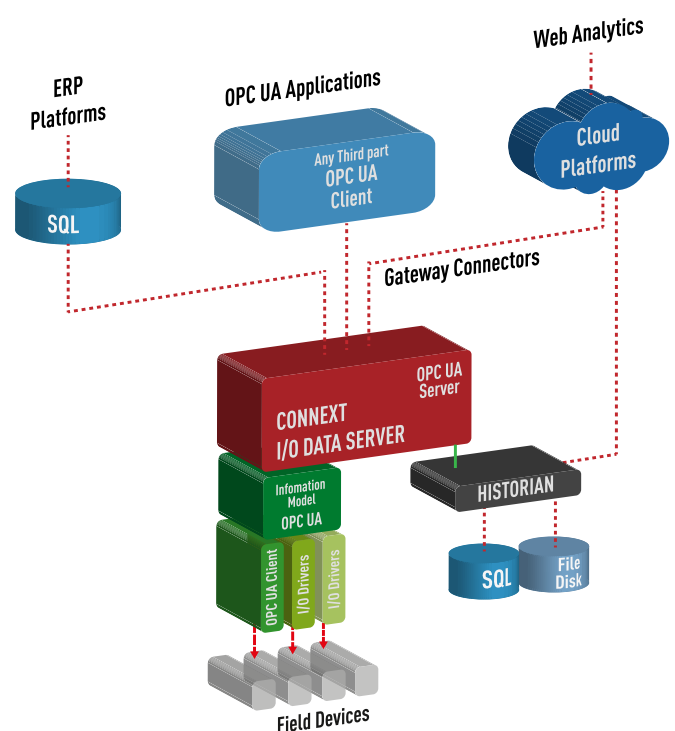 Web Analytics
ERP
Platforms
OPC UA Applications
Cloud
Platforms
Any Third part
OPC UA
Client
SQL
Gateway Connectors
OPC UA
Server
CONNEXT
I/O DATA SERVER
Infomation
Model
OPC UA
HISTORIAN
OPC UA Client
I/O Drivers
I/O Drivers
SQL
File
Disk
Field Devices